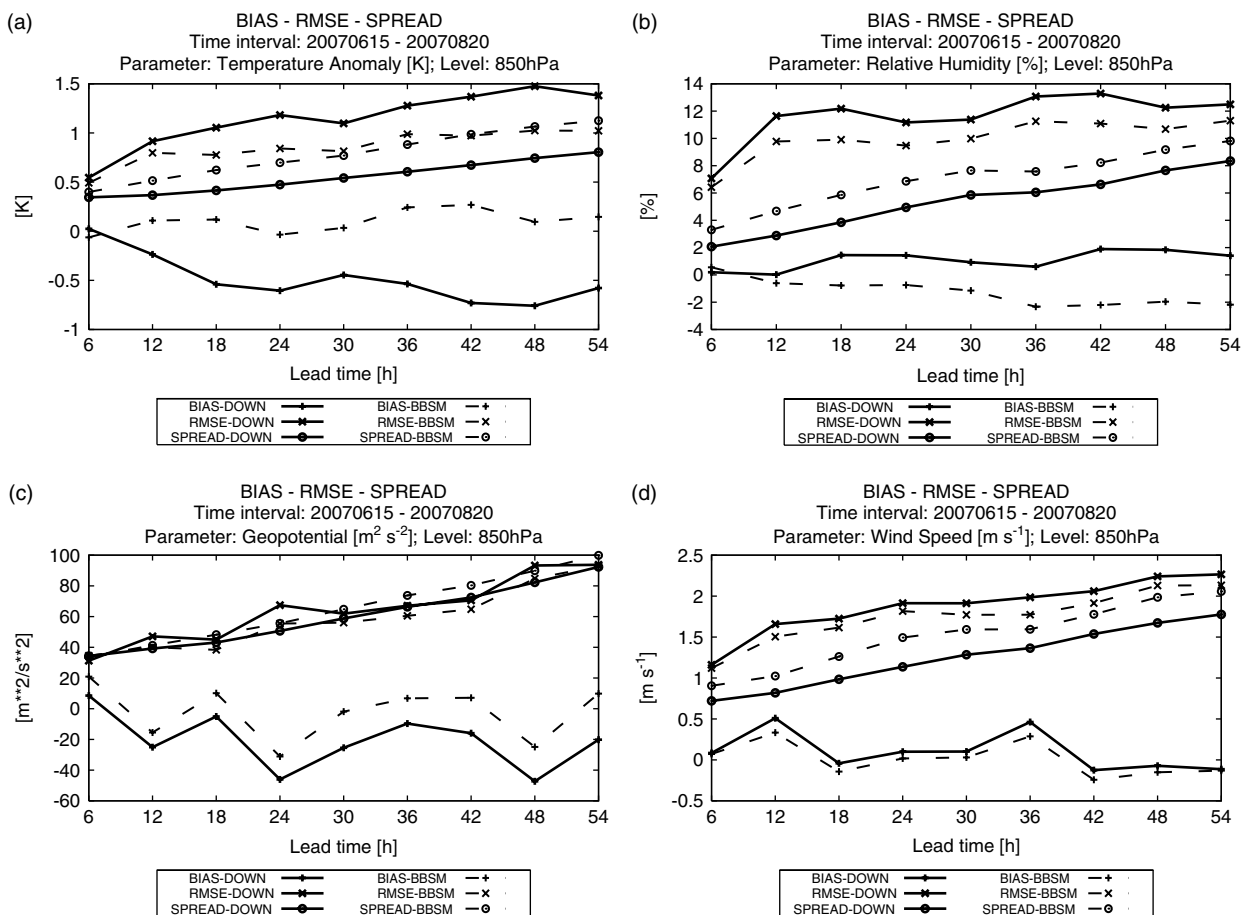 (a)
BIAS - RMSE - SPREAD
Time interval: 20070615 - 20070820
Parameter: Temperature Anomaly [K]; Level: 850hPa
1.5
1
0.5
0
-0.5
-1
[K]
6 12 18 24 30 36 42 48 54
Lead time [h]
BIAS-DOWN BIAS-BBSM
RMSE-DOWN RMSE-BBSM
SPREAD-DOWN SPREAD-BBSM
(b)
BIAS - RMSE - SPREAD
Time interval: 20070615 - 20070820
Parameter: Relative Humidity [%]; Level: 850hPa
14
12
10
8
6
4
2
0
-2
-4
[%]
6 12 18 24 30 36 42 48 54
Lead time [h]
BIAS-DOWN BIAS-BBSM
RMSE-DOWN RMSE-BBSM
SPREAD-DOWN SPREAD-BBSM
(c)
BIAS - RMSE - SPREAD
Time interval: 20070615 - 20070820
Parameter: Geopotential [m² s⁻²]; Level: 850hPa
100
80
60
40
20
0
-20
-40
-60
[m**2/s**2]
6 12 18 24 30 36 42 48 54
Lead time [h]
BIAS-DOWN BIAS-BBSM
RMSE-DOWN RMSE-BBSM
SPREAD-DOWN SPREAD-BBSM
(d)
BIAS - RMSE - SPREAD
Time interval: 20070615 - 20070820
Parameter: Wind Speed [m s⁻¹]; Level: 850hPa
2.5
2
1.5
1
0.5
0
-0.5
[m s⁻¹]
6 12 18 24 30 36 42 48 54
Lead time [h]
BIAS-DOWN BIAS-BBSM
RMSE-DOWN RMSE-BBSM
SPREAD-DOWN SPREAD-BBSM